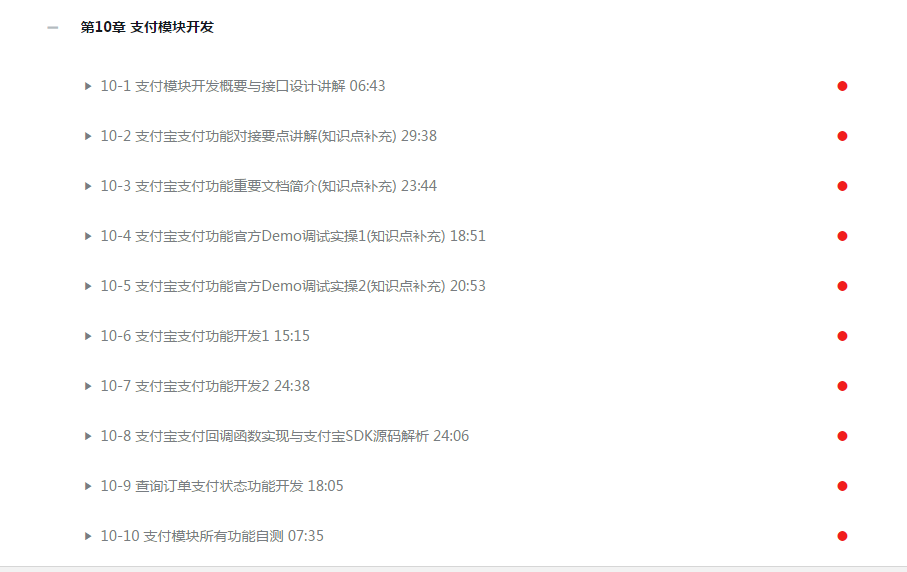 第10章 支付模块开发
10-1 支付模块开发概要与接口设计讲解 06:43
10-2 支付宝支付功能对接要点讲解(知识点补充) 29:38
10-3 支付宝支付功能重要文档简介(知识点补充) 23:44
10-4 支付宝支付功能官方Demo调试实操1(知识点补充) 18:51
10-5 支付宝支付功能官方Demo调试实操2(知识点补充) 20:53
10-6 支付宝支付功能开发1 15:15
10-7 支付宝支付功能开发2 24:38
10-8 支付宝支付回调函数实现与支付宝SDK源码解析 24:06
10-9 查询订单支付状态功能开发 18:05
10-10 支付模块所有功能自测 07:35